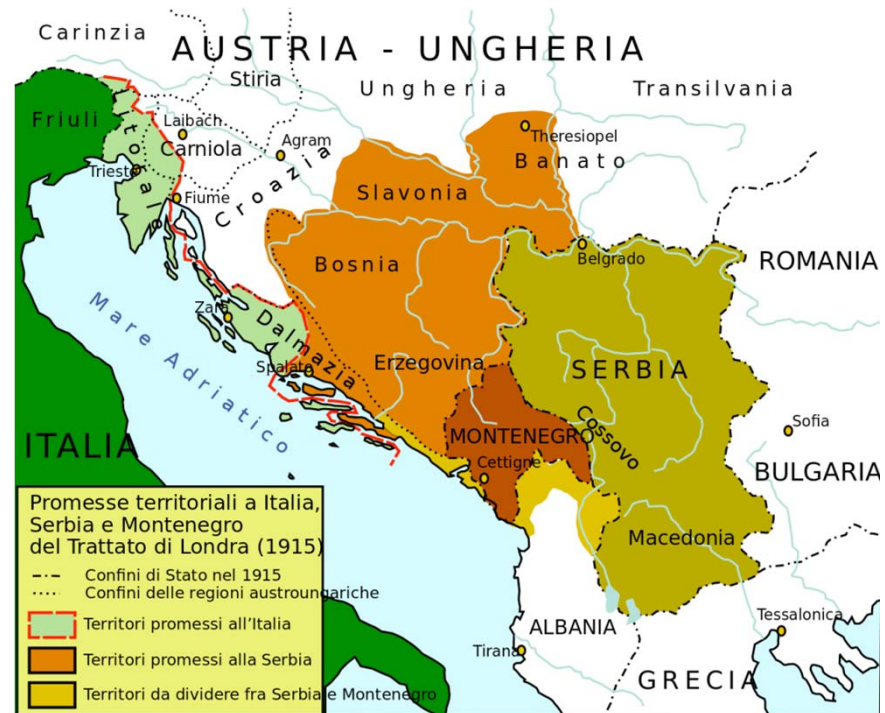 Carinzia
AUSTRIA - UNGHERIA
Stiria
Ungheria
Transilvania
Friuli
Litorale
Laibach
Carniola
Agram
Theresiopel
Banato
Trieste
Croazia
Slavonia
Fiume
Bosnia
Belgrado
ROMANIA
Mare Adriatico
Zara
Dalmazia
Spalato
Erzegovina
SERBIA
ITALIA
MONTENEGRO
Cossovo
Sofia
Cettigne
BULGARIA
Macedonia
ALBANIA
Tessalonica
Tirana
GRECIA
Promesse territoriali a Italia,
Serbia e Montenegro
del Trattato di Londra (1915)
Confini di Stato nel 1915
Confini delle regioni austroungariche
Territori promessi all'Italia
Territori promessi alla Serbia
Territori da dividere fra Serbia e Montenegro